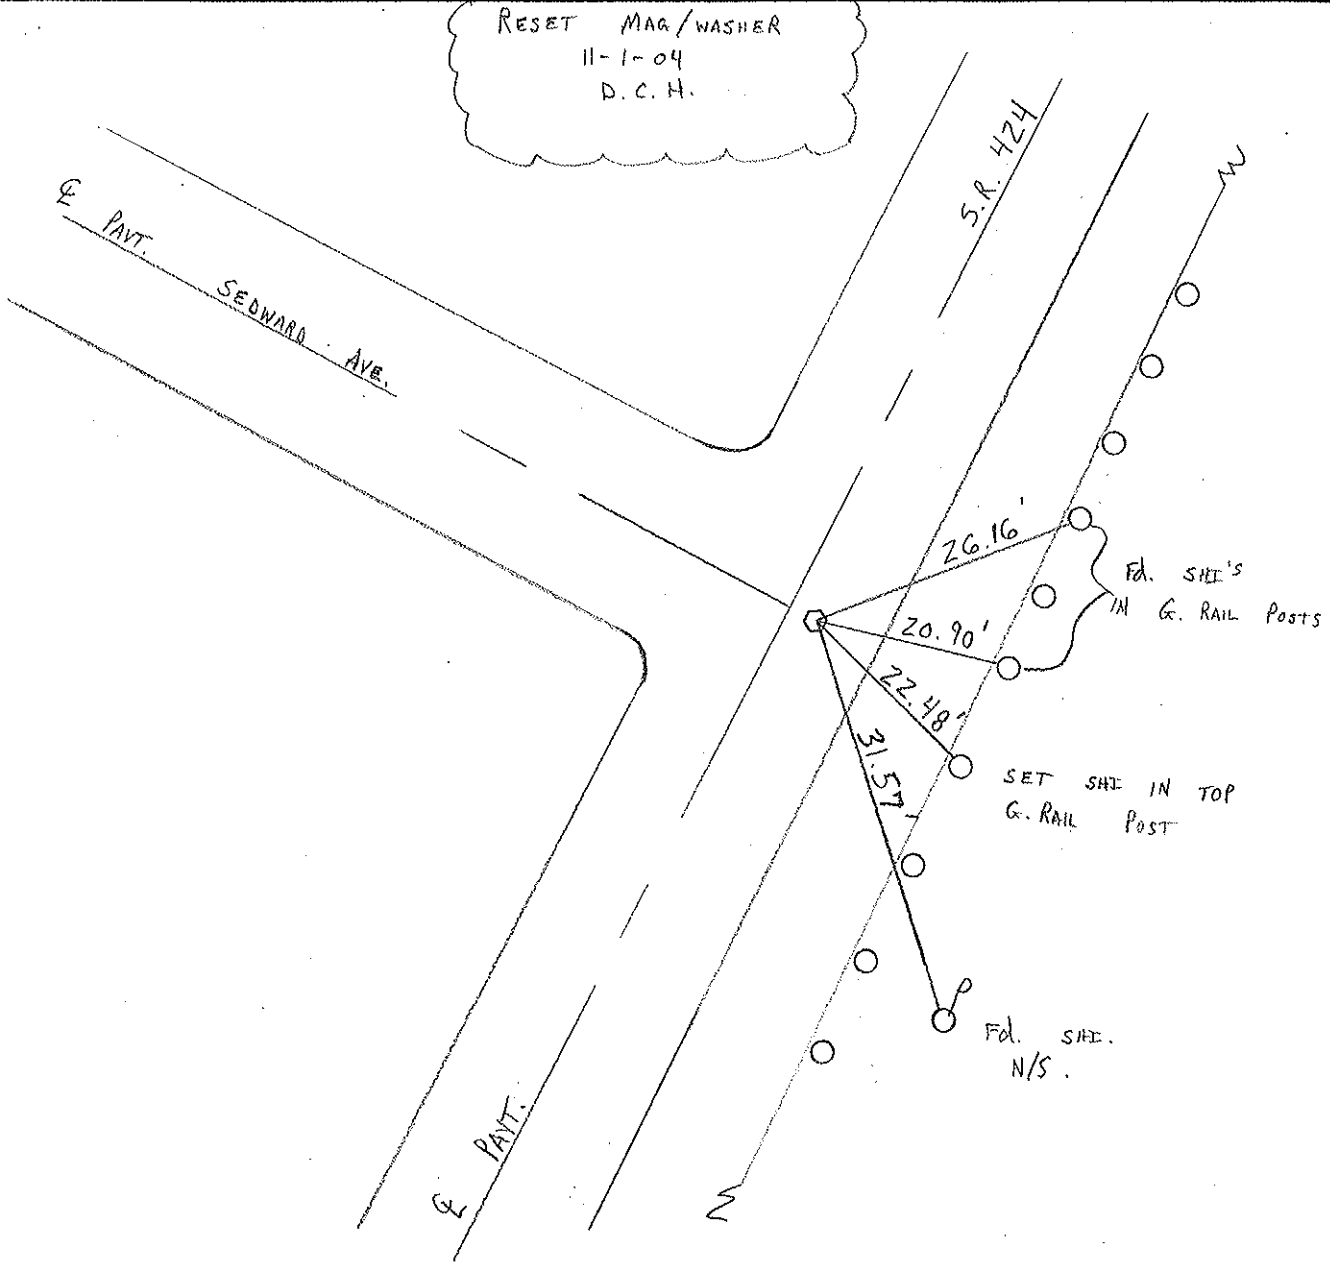 RESET MAG/WASHER
11-1-04
D.C.H.
S.R. 424
℄ PAVT. SEDWARD AVE.
26.16'
20.90'
22.48'
31.57'
Fd. SHI'S
IN G. RAIL POSTS
SET SHI IN TOP
G. RAIL POST
Fd. SHI.
N/S.
℄ PAVT.